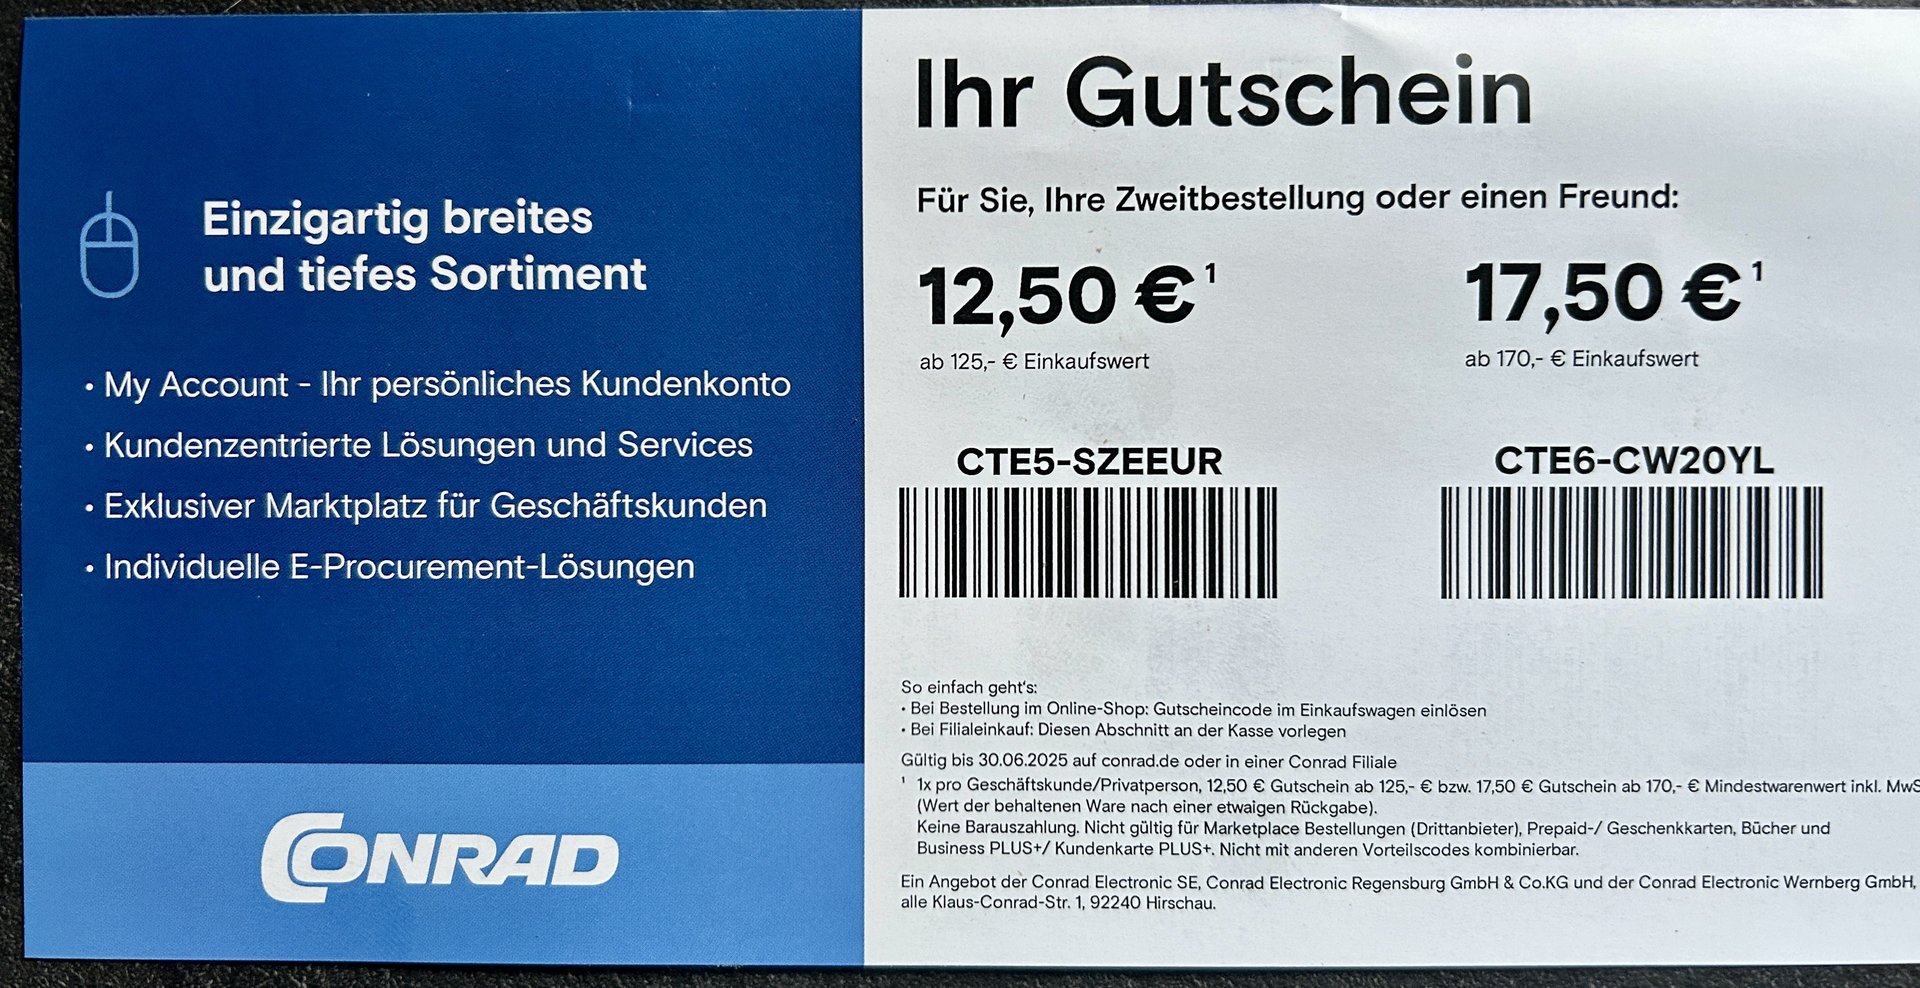 Einzigartig breites
und tiefes Sortiment
• My Account - Ihr persönliches Kundenkonto
• Kundenzentrierte Lösungen und Services
• Exklusiver Marktplatz für Geschäftskunden
• Individuelle E-Procurement-Lösungen
CONRAD
Ihr Gutschein
Für Sie, Ihre Zweitbestellung oder einen Freund:
12,50 €¹ 17,50 €¹
ab 125,- € Einkaufswert ab 170,- € Einkaufswert
CTE5-SZEEUR CTE6-CW20YL
So einfach geht's:
• Bei Bestellung im Online-Shop: Gutscheincode im Einkaufswagen einlösen
• Bei Filialeinkauf: Diesen Abschnitt an der Kasse vorlegen
Gültig bis 30.06.2025 auf conrad.de oder in einer Conrad Filiale
¹ 1x pro Geschäftskunde/Privatperson, 12,50 € Gutschein ab 125,- € bzw. 17,50 € Gutschein ab 170,- € Mindestwarenwert inkl. MwS
(Wert der behaltenen Ware nach einer etwaigen Rückgabe).
Keine Barauszahlung. Nicht gültig für Marketplace Bestellungen (Drittanbieter), Prepaid-/ Geschenkkarten, Bücher und
Business PLUS+/ Kundenkarte PLUS+. Nicht mit anderen Vorteilscodes kombinierbar.
Ein Angebot der Conrad Electronic SE, Conrad Electronic Regensburg GmbH & Co.KG und der Conrad Electronic Wernberg GmbH,
alle Klaus-Conrad-Str. 1, 92240 Hirschau.